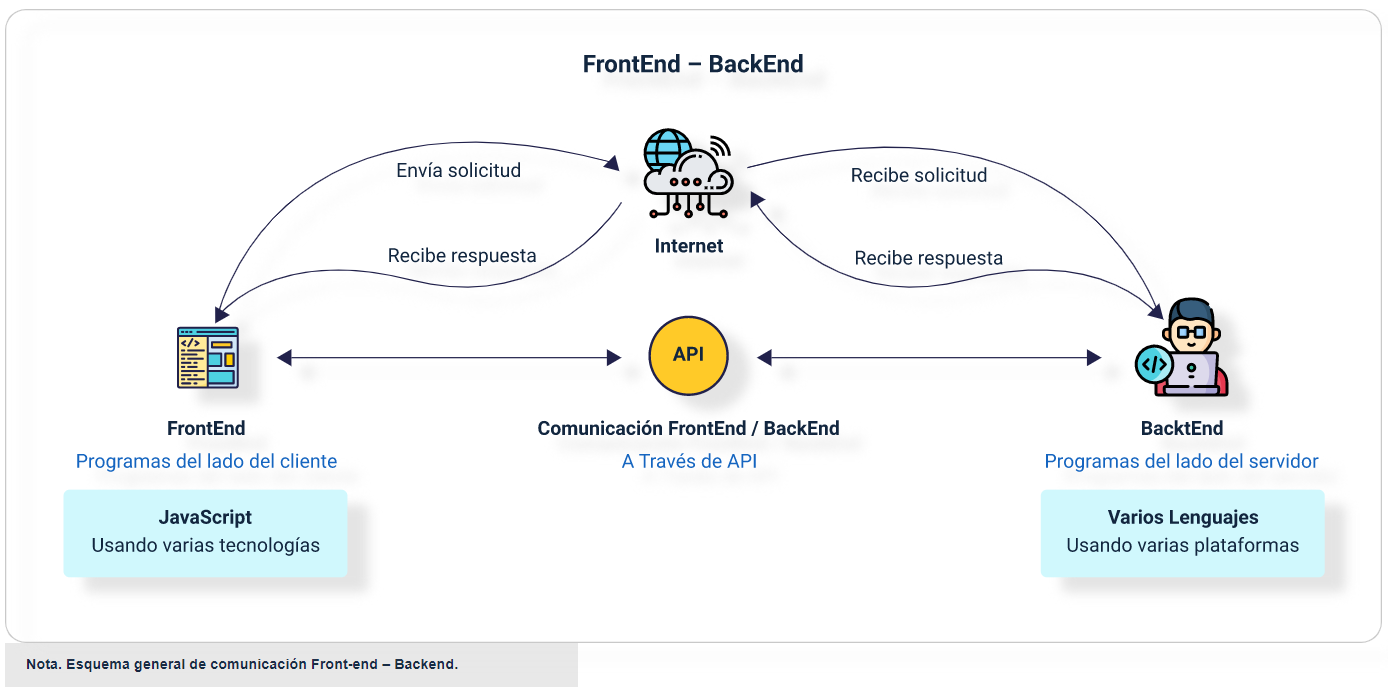 FrontEnd – BackEnd
Envía solicitud
Recibe solicitud
Internet
Recibe respuesta
Recibe respuesta
</>
API
</>
FrontEnd
Comunicación FrontEnd / BackEnd
BacktEnd
Programas del lado del cliente
A Través de API
Programas del lado del servidor
JavaScript
Usando varias tecnologías
Varios Lenguajes
Usando varias plataformas
Nota. Esquema general de comunicación Front-end – Backend.